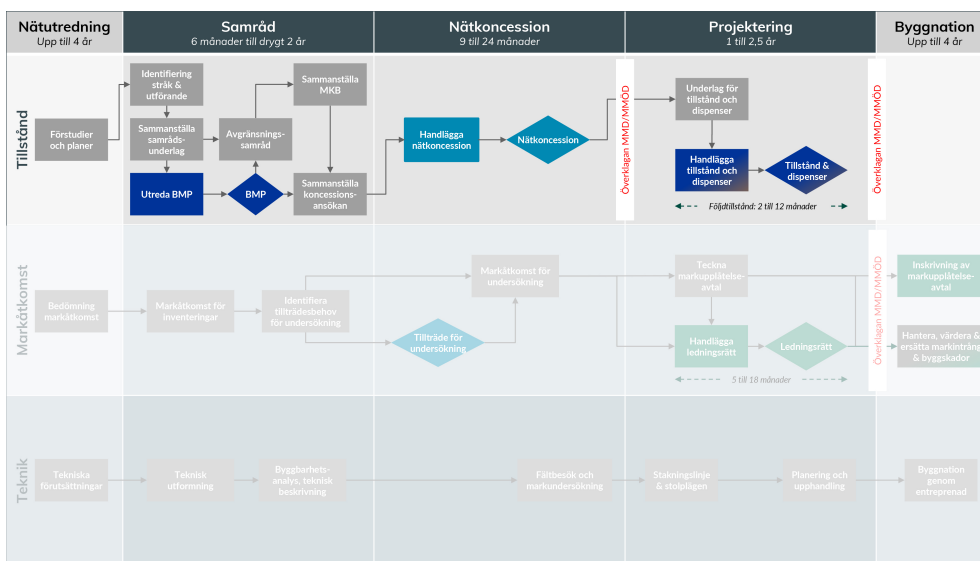 Nätutredning
Upp till 4 år
Samråd
6 månader till drygt 2 år
Nätkoncession
9 till 24 månader
Projektering
1 till 2,5 år
Byggnation
Upp till 4 år
Tillstånd
Förstudier
och planer
Identifiering
stråk &
utförande
Sammanställa
samråds-
underlag
Utreda BMP
Avgränsnings-
samråd
BMP
Sammanställa
MKB
Sammanställa
koncessions-
ansökan
Handlägga
nätkoncession
Nätkoncession
Överklagan MMD/MMÖD
Underlag för
tillstånd och
dispenser
Handlägga
tillstånd och
dispenser
Tillstånd &
dispenser
Följdtillstånd: 2 till 12 månader
Överklagan MMD/MMÖD
Markåtkomst
Bedömning
markåtkomst
Markåtkomst för
inventeringar
Identifiera
tillträdesbehov
för undersökning
Tillträde för
undersökning
Markåtkomst för
undersökning
Teckna
markupplåtelse-
avtal
Handlägga
ledningsrätt
Ledningsrätt
5 till 18 månader
Överklagan MMD/MMÖD
Inskrivning av
markupplåtelse-
avtal
Hantera, värdera &
ersätta markintrång
& byggskador
Teknik
Tekniska
förutsättningar
Teknisk
utformning
Byggbarhets-
analys, teknisk
beskrivning
Fältbesök och
markundersökning
Stakningslinje
& stolplägen
Planering och
upphandling
Byggnation
genom
entreprenad